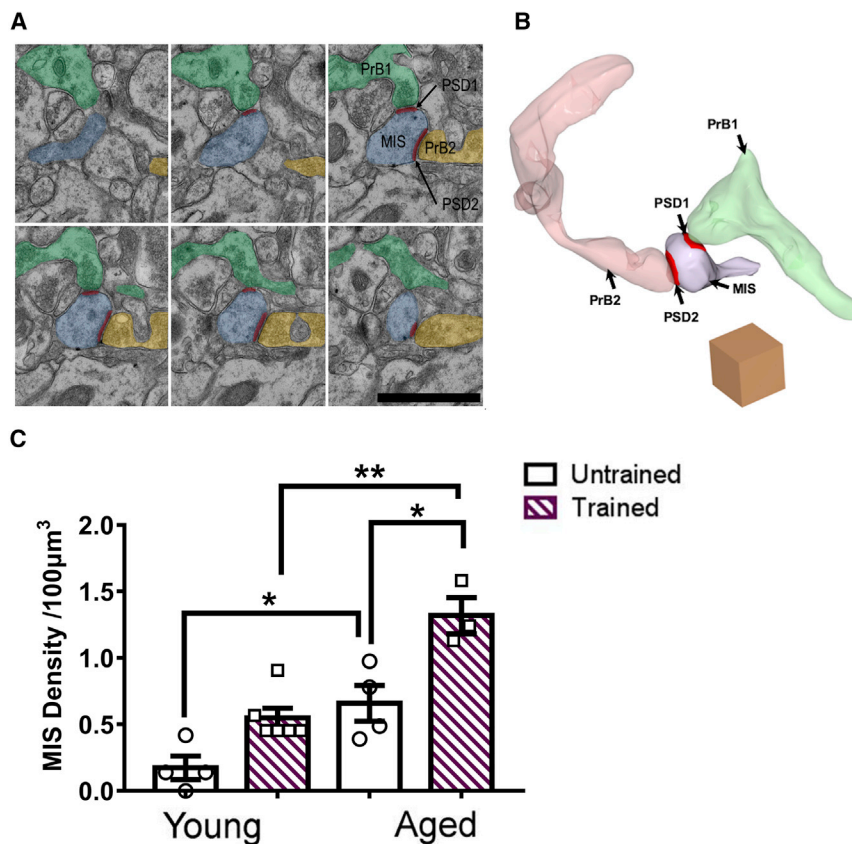 A
B
PrB1
PSD1
MIS
PrB2
PSD2
PrB1
PSD1
MIS
PrB2
PSD2
C
**
Untrained
Trained
*
*
MIS Density /100μm³
2.0
1.5
1.0
0.5
0.0
Young
Aged